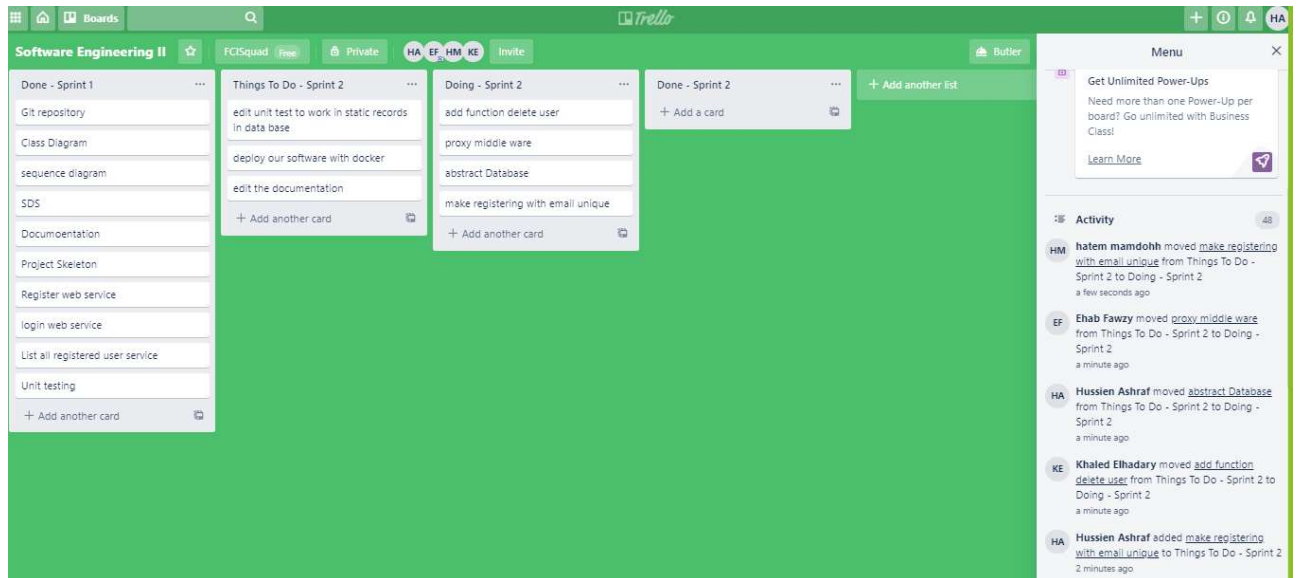 Boards
Trello
HA
Software Engineering II
FCISquad Free
Private
HA EF HM KE
Invite
Butler
Done - Sprint 1
Git repository
Class Diagram
sequence diagram
SDS
Documoentation
Project Skeleton
Register web service
login web service
List all registered user service
Unit testing
+ Add another card
Things To Do - Sprint 2
edit unit test to work in static records
in data base
deploy our software with docker
edit the documentation
+ Add another card
Doing - Sprint 2
add function delete user
proxy middle ware
abstract Database
make registering with email unique
+ Add another card
Done - Sprint 2
+ Add a card
+ Add another list
Menu
Get Unlimited Power-Ups
Need more than one Power-Up per
board? Go unlimited with Business
Class!
Learn More
Activity
48
HM
hatem mamdohh moved make registering
with email unique from Things To Do -
Sprint 2 to Doing - Sprint 2
a few seconds ago
EF
Ehab Fawzy moved proxy middle ware
from Things To Do - Sprint 2 to Doing -
Sprint 2
a minute ago
HA
Hussien Ashraf moved abstract Database
from Things To Do - Sprint 2 to Doing -
Sprint 2
a minute ago
KE
Khaled Elhadary moved add function
delete user from Things To Do - Sprint 2 to
Doing - Sprint 2
a minute ago
HA
Hussien Ashraf added make registering
with email unique to Things To Do - Sprint 2
2 minutes ago